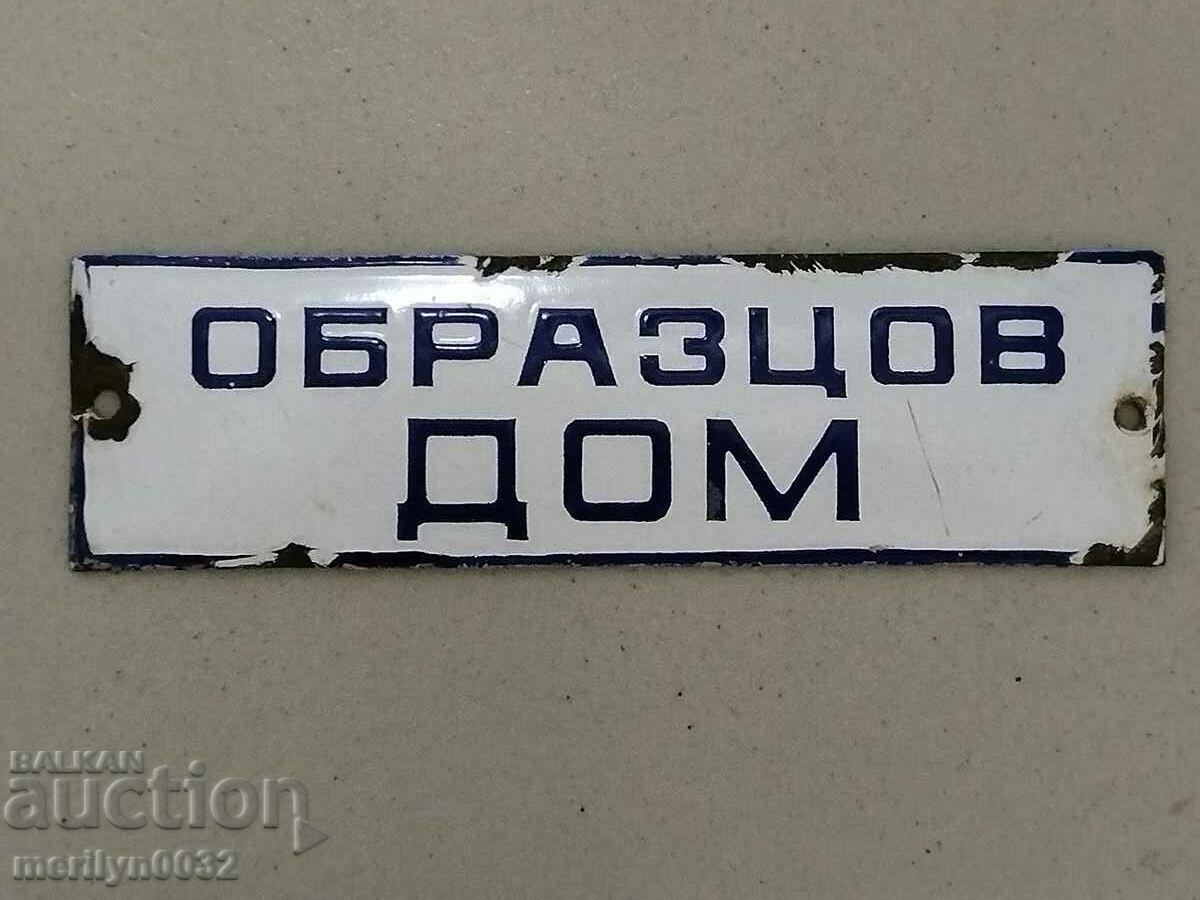 ОБРАЗЦОВ
ДОМ
BALKAN
auction
merilyn0032